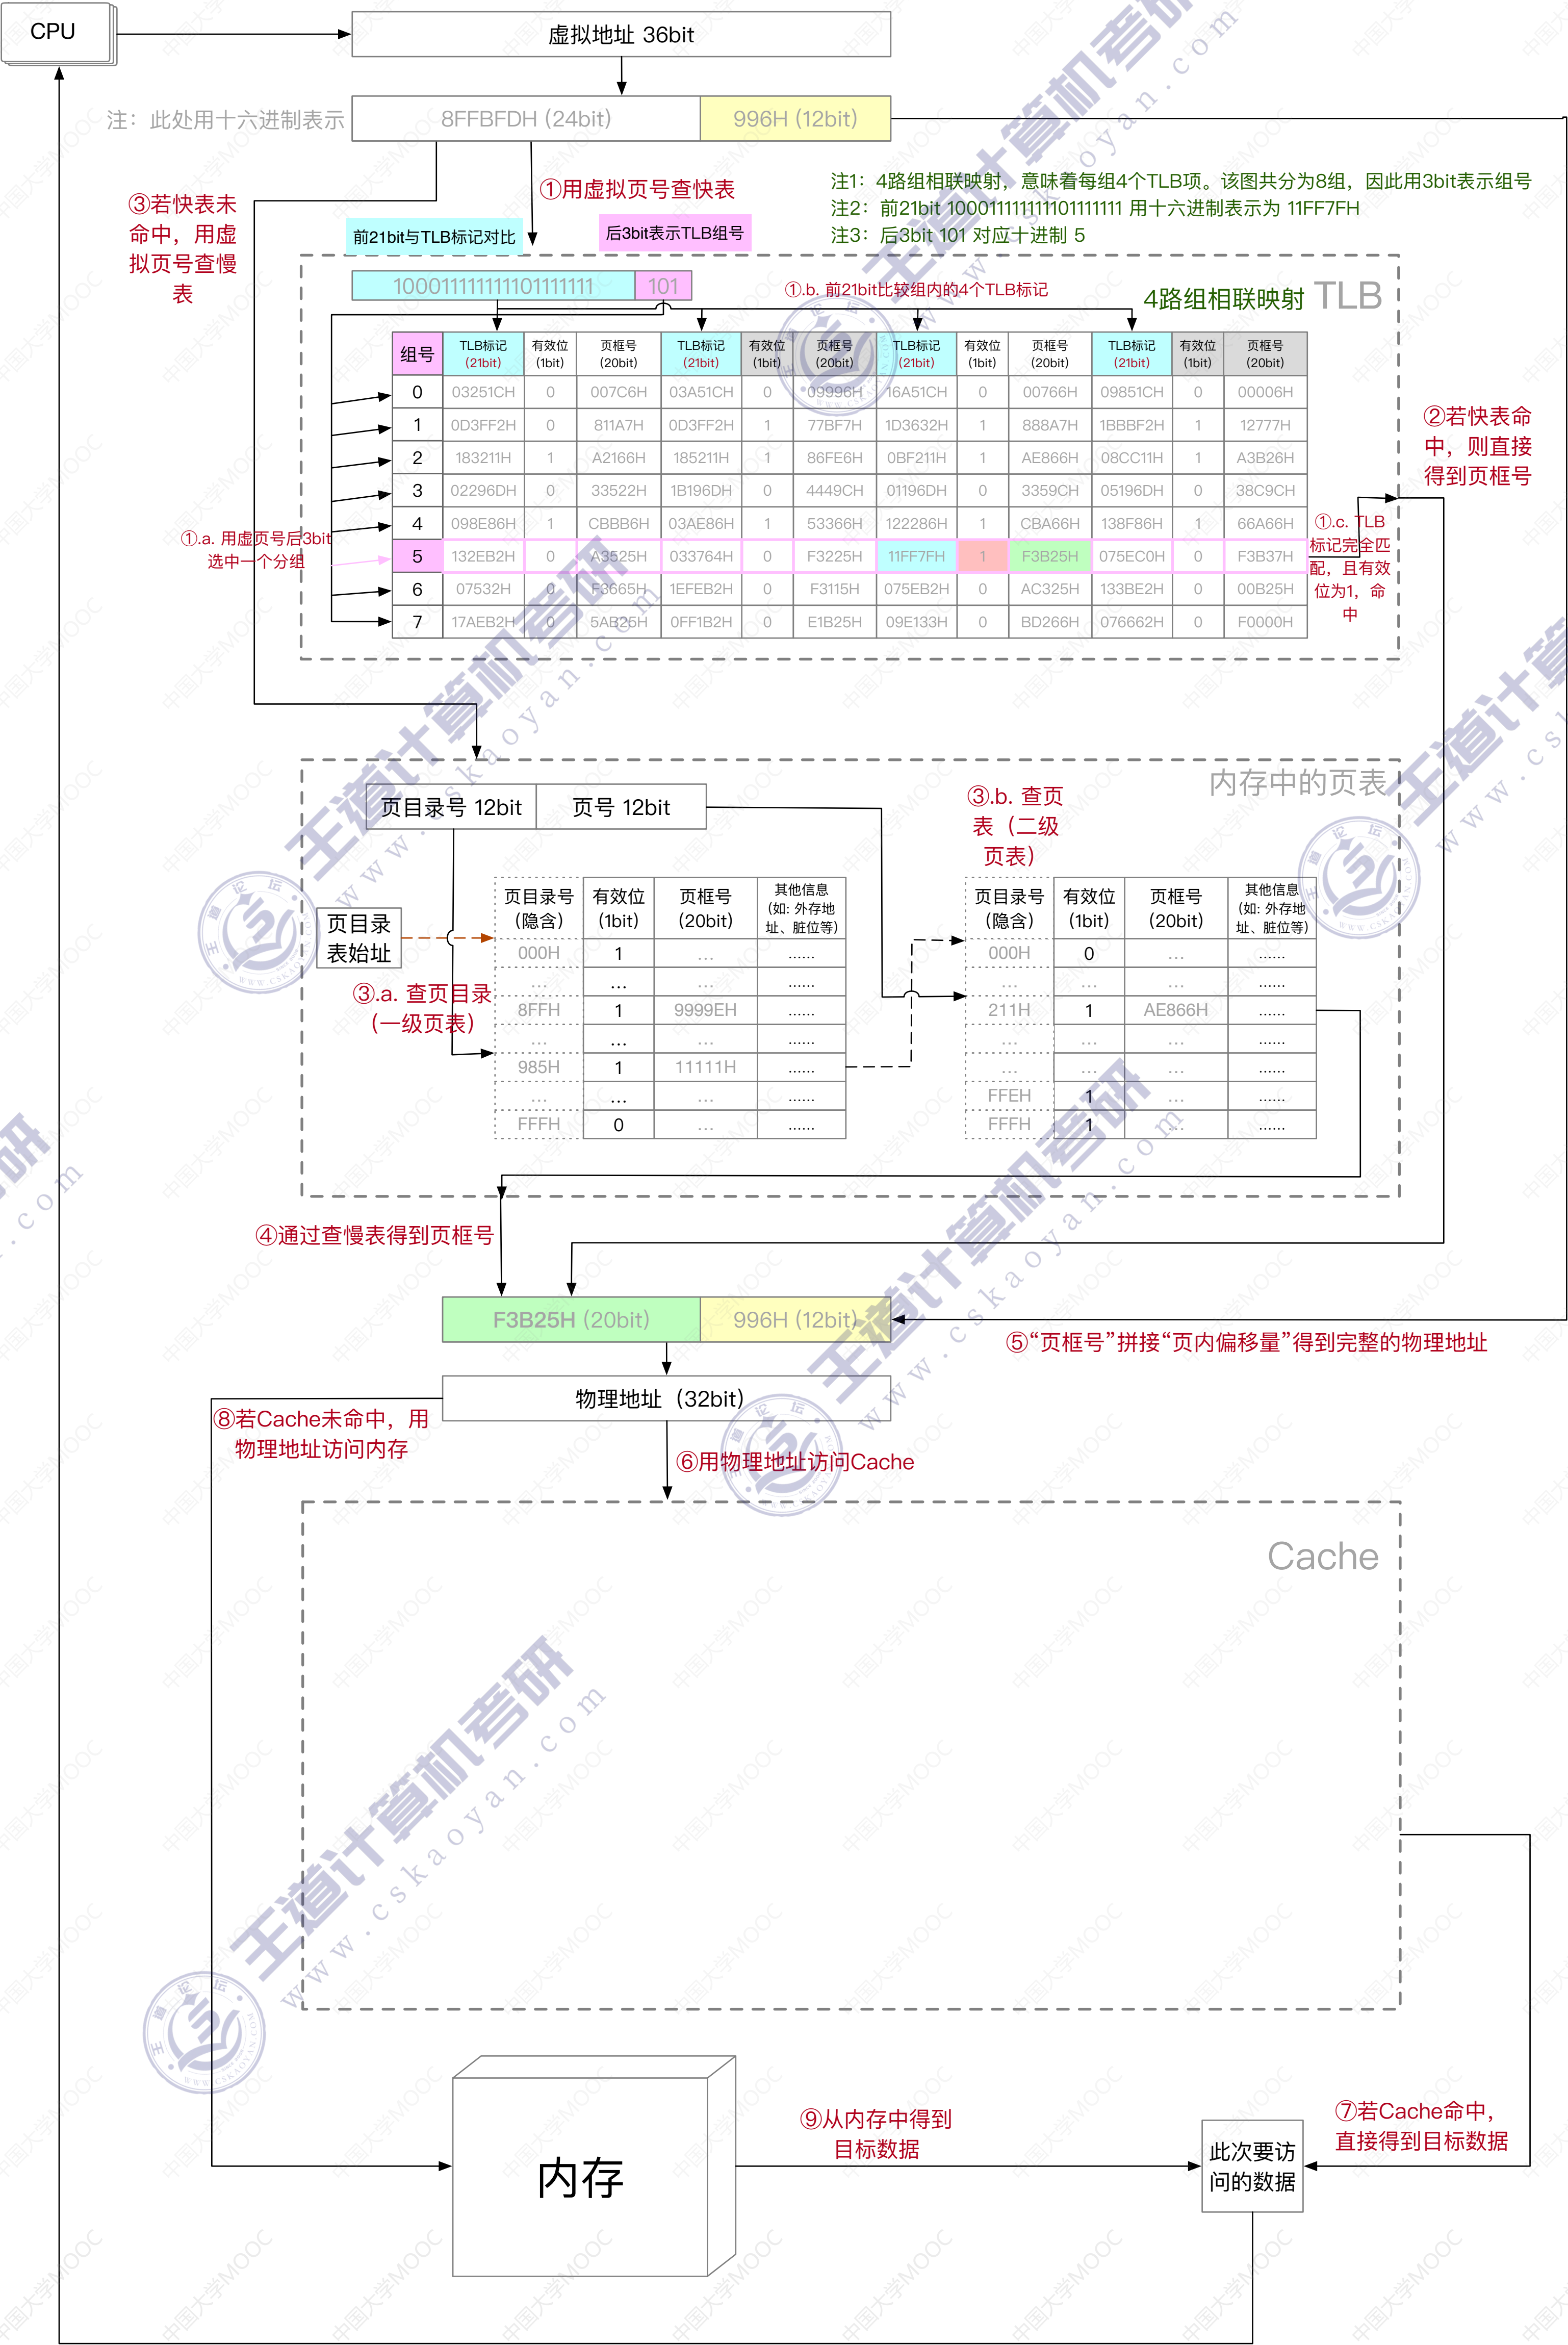 CPU
虚拟地址 36bit
注：此处用十六进制表示
8FFBFDH (24bit)
996H (12bit)
③若快表未
命中，用虚
拟页号查慢
表
①用虚拟页号查快表
前21bit与TLB标记对比
后3bit表示TLB组号
注1：4路组相联映射，意味着每组4个TLB项。该图共分为8组，因此用3bit表示组号
注2：前21bit 100011111111101111111 用十六进制表示为 11FF7FH
注3：后3bit 101 对应十进制 5
100011111111101111111
101
①.b. 前21bit比较组内的4个TLB标记
4路组相联映射 TLB
组号 TLB标记 (21bit) 有效位 (1bit) 页框号 (20bit) TLB标记 (21bit) 有效位 (1bit) 页框号 (20bit) TLB标记 (21bit) 有效位 (1bit) 页框号 (20bit) TLB标记 (21bit) 有效位 (1bit) 页框号 (20bit)
0 03251CH 0 007C6H 03A51CH 0 09996H 16A51CH 0 00766H 09851CH 0 00006H
1 0D3FF2H 0 811A7H 0D3FF2H 1 77BF7H 1D3632H 1 888A7H 1BBBF2H 1 12777H
2 183211H 1 A2166H 185211H 1 86FE6H 0BF211H 1 AE866H 08CC11H 1 A3B26H
3 02296DH 0 33522H 1B196DH 0 4449CH 01196DH 0 3359CH 05196DH 0 38C9CH
4 098E86H 1 CBBB6H 03AE86H 1 53366H 122286H 1 CBA66H 138F86H 1 66A66H
5 132EB2H 0 A3525H 033764H 0 F3225H 11FF7FH 1 F3B25H 075EC0H 0 F3B37H
6 07532H 0 F3665H 1EFEB2H 0 F3115H 075EB2H 0 AC325H 133BE2H 0 00B25H
7 17AEB2H 0 5AB25H 0FF1B2H 0 E1B25H 09E133H 0 BD266H 076662H 0 F0000H
①.a. 用虚页号后3bit
选中一个分组
①.c. TLB
标记完全匹
配，且有效
位为1，命
中
②若快表命
中，则直接
得到页框号
内存中的页表
页目录号 12bit
页号 12bit
③.b. 查页
表（二级
页表）
页目录
表始址
③.a. 查页目录
（一级页表）
页目录号 (隐含) 有效位 (1bit) 页框号 (20bit) 其他信息 (如: 外存地址、脏位等)
000H 1 ... ......
... ... ... ......
8FFH 1 9999EH ......
... ... ... ......
985H 1 11111H ......
... ... ... ......
FFFH 0 ... ......
页目录号 (隐含) 有效位 (1bit) 页框号 (20bit) 其他信息 (如: 外存地址、脏位等)
000H 0 ... ......
... ... ... ......
211H 1 AE866H ......
... ... ... ......
... ... ... ......
FFEH 1 ... ......
FFFH 1 ... ......
④通过查慢表得到页框号
F3B25H (20bit)
996H (12bit)
⑤“页框号”拼接“页内偏移量”得到完整的物理地址
物理地址（32bit）
⑧若Cache未命中，用
物理地址访问内存
⑥用物理地址访问Cache
Cache
内存
⑨从内存中得到
目标数据
此次要访
问的数据
⑦若Cache命中，
直接得到目标数据
王道计算机考研
www.cskaoyan.com
王道论坛
WWW.CSKAOYAN.COM
中国大学MOOC